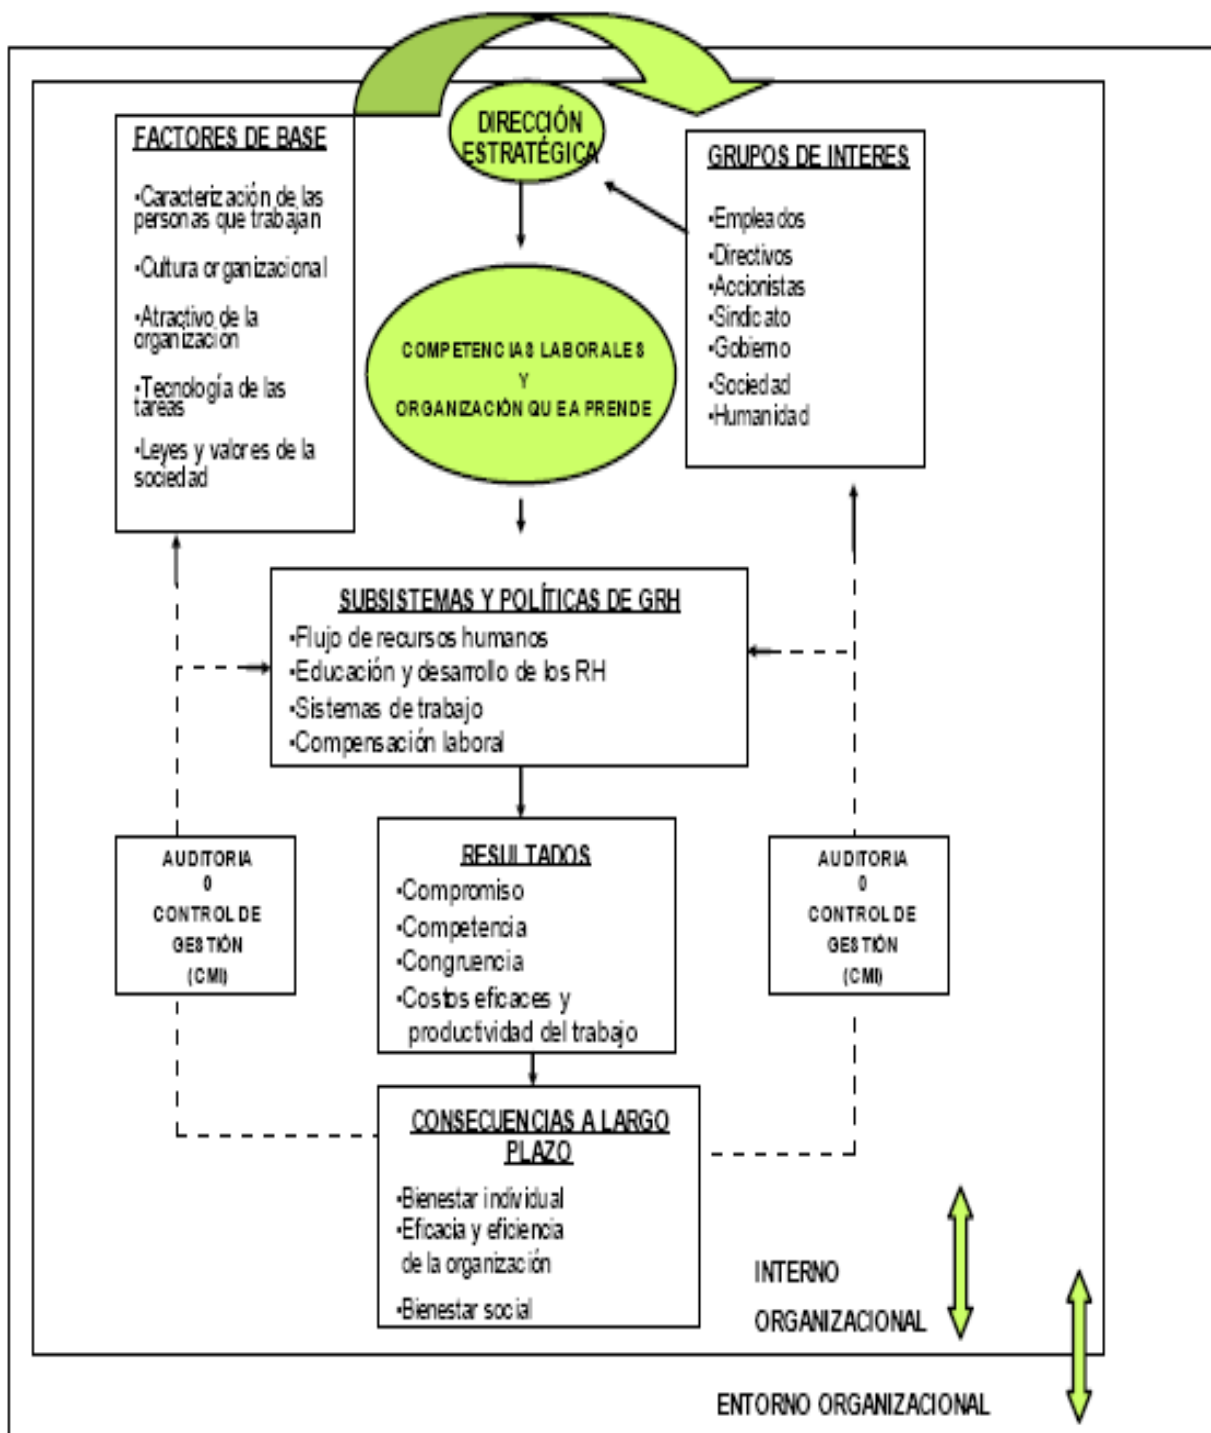 FACTORES DE BASE
•Caracterización de las
personas que trabajan
•Cultura organizacional
•Atractivo de la
organización
•Tecnología de las
tareas
•Leyes y valores de la
sociedad
DIRECCIÓN
ESTRATÉGICA
GRUPOS DE INTERES
•Empleados
•Directivos
•Accionistas
•Sindicato
•Gobierno
•Sociedad
•Humanidad
COMPETENCIAS LABORALES
Y
ORGANIZACIÓN QUE APRENDE
SUBSISTEMAS Y POLÍTICAS DE GRH
•Flujo de recursos humanos
•Educación y desarrollo de los RH
•Sistemas de trabajo
•Compensación laboral
AUDITORIA
0
CONTROL DE
GESTIÓN
(CMI)
RESULTADOS
•Compromiso
•Competencia
•Congruencia
•Costos eficaces y
productividad del trabajo
AUDITORIA
0
CONTROL DE
GESTIÓN
(CMI)
CONSECUENCIAS A LARGO
PLAZO
•Bienestar individual
•Eficacia y eficiencia
de la organización
•Bienestar social
INTERNO
ORGANIZACIONAL
ENTORNO ORGANIZACIONAL